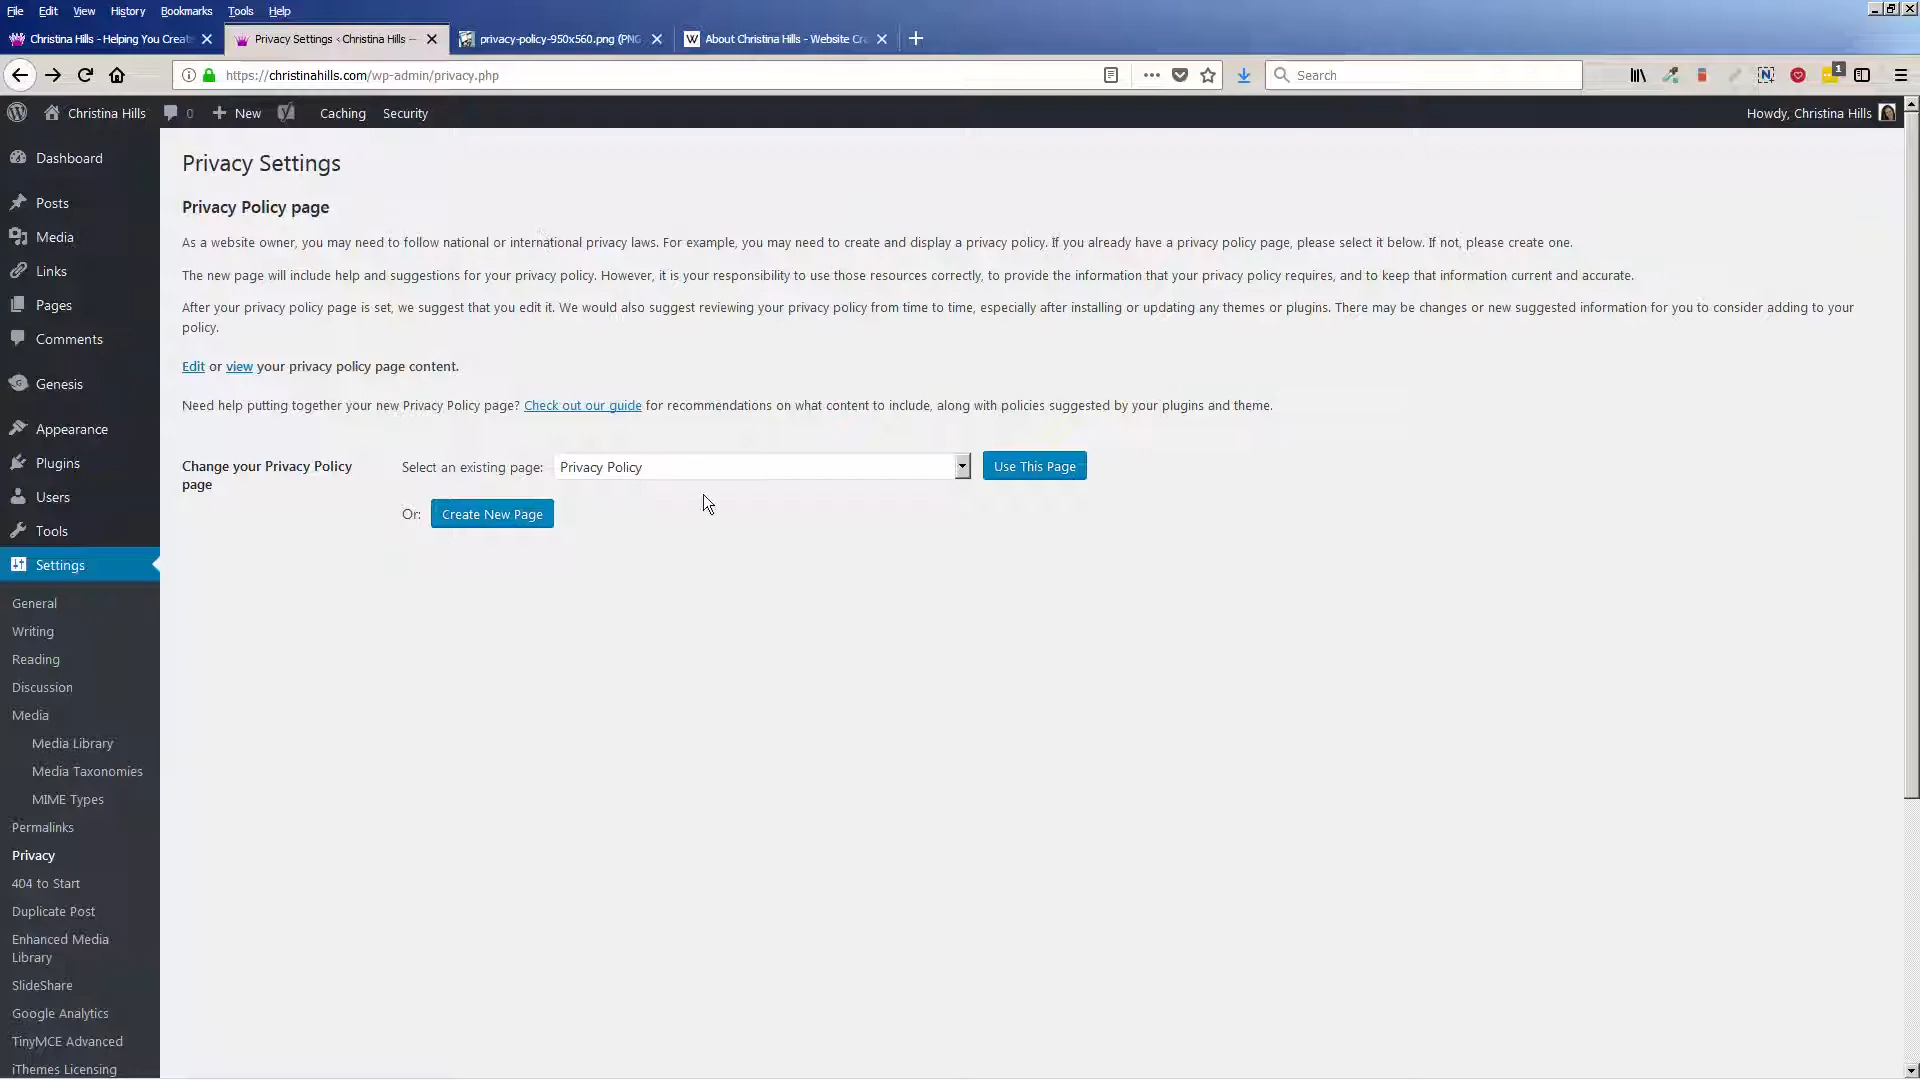 File Edit View History Bookmarks Tools Help
Christina Hills - Helping You Create
Privacy Settings ‹ Christina Hills —
privacy-policy-950x560.png (PNG
W About Christina Hills - Website Cr
https://christinahills.com/wp-admin/privacy.php
Search
1
Christina Hills 0 New Caching Security Howdy, Christina Hills
Dashboard
Posts
Media
Links
Pages
Comments
Genesis
Appearance
Plugins
Users
Tools
Settings
General
Writing
Reading
Discussion
Media
Media Library
Media Taxonomies
MIME Types
Permalinks
Privacy
404 to Start
Duplicate Post
Enhanced Media
Library
SlideShare
Google Analytics
TinyMCE Advanced
iThemes Licensing
Privacy Settings
Privacy Policy page
As a website owner, you may need to follow national or international privacy laws. For example, you may need to create and display a privacy policy. If you already have a privacy policy page, please select it below. If not, please create one.
The new page will include help and suggestions for your privacy policy. However, it is your responsibility to use those resources correctly, to provide the information that your privacy policy requires, and to keep that information current and accurate.
After your privacy policy page is set, we suggest that you edit it. We would also suggest reviewing your privacy policy from time to time, especially after installing or updating any themes or plugins. There may be changes or new suggested information for you to consider adding to your
policy.
Edit or view your privacy policy page content.
Need help putting together your new Privacy Policy page? Check out our guide for recommendations on what content to include, along with policies suggested by your plugins and theme.
Change your Privacy Policy
page
Select an existing page: Privacy Policy Use This Page
Or: Create New Page